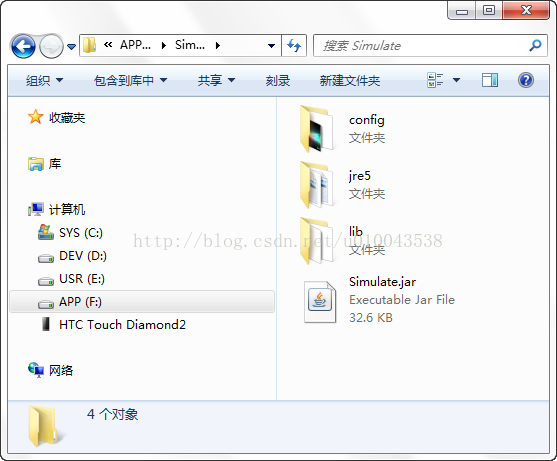 « APP... Sim...
搜索 Simulate
组织 包含到库中 共享 刻录 新建文件夹
收藏夹
库
计算机
SYS (C:)
DEV (D:)
USR (E:)
APP (F:)
HTC Touch Diamond2
网络
config
文件夹
jre5
文件夹
lib
文件夹
Simulate.jar
Executable Jar File
32.6 KB
http://blog.csdn.net/u010043538
4 个对象